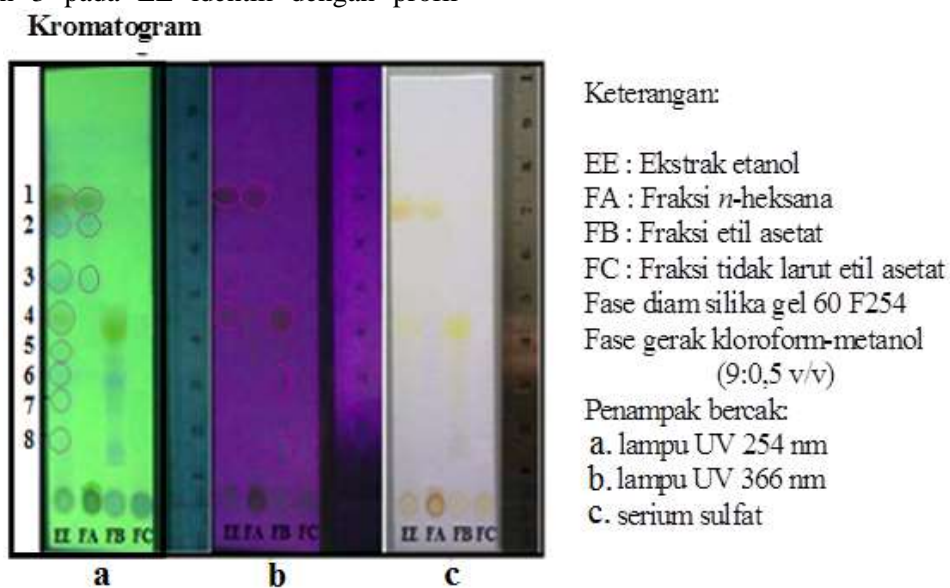 Kromatogram
1
2
3
4
5
6
7
8
EE FA FB FC
EE FA FB FC
EE FA FB FC
a
b
c
Keterangan:
EE : Ekstrak etanol
FA : Fraksi n-heksana
FB : Fraksi etil asetat
FC : Fraksi tidak larut etil asetat
Fase diam silika gel 60 F254
Fase gerak kloroform-metanol
(9:0,5 v/v)
Penampak bercak:
a. lampu UV 254 nm
b. lampu UV 366 nm
c. serium sulfat